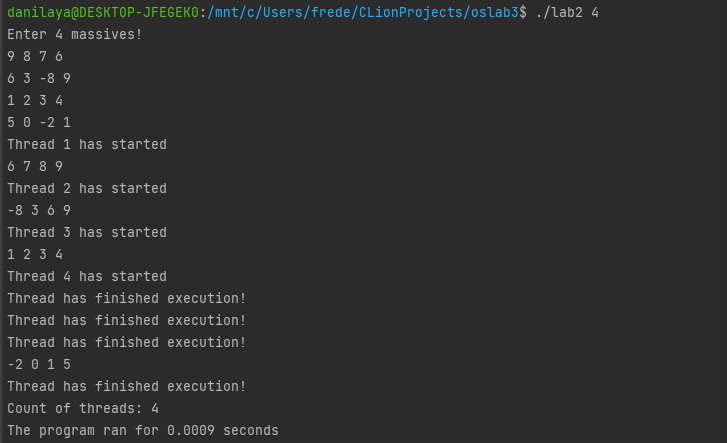 danilaya@DESKTOP-JFEGEK0:/mnt/c/Users/frede/CLionProjects/oslab3$ ./lab2 4
Enter 4 massives!
9 8 7 6
6 3 -8 9
1 2 3 4
5 0 -2 1
Thread 1 has started
6 7 8 9
Thread 2 has started
-8 3 6 9
Thread 3 has started
1 2 3 4
Thread 4 has started
Thread has finished execution!
Thread has finished execution!
Thread has finished execution!
-2 0 1 5
Thread has finished execution!
Count of threads: 4
The program ran for 0.0009 seconds